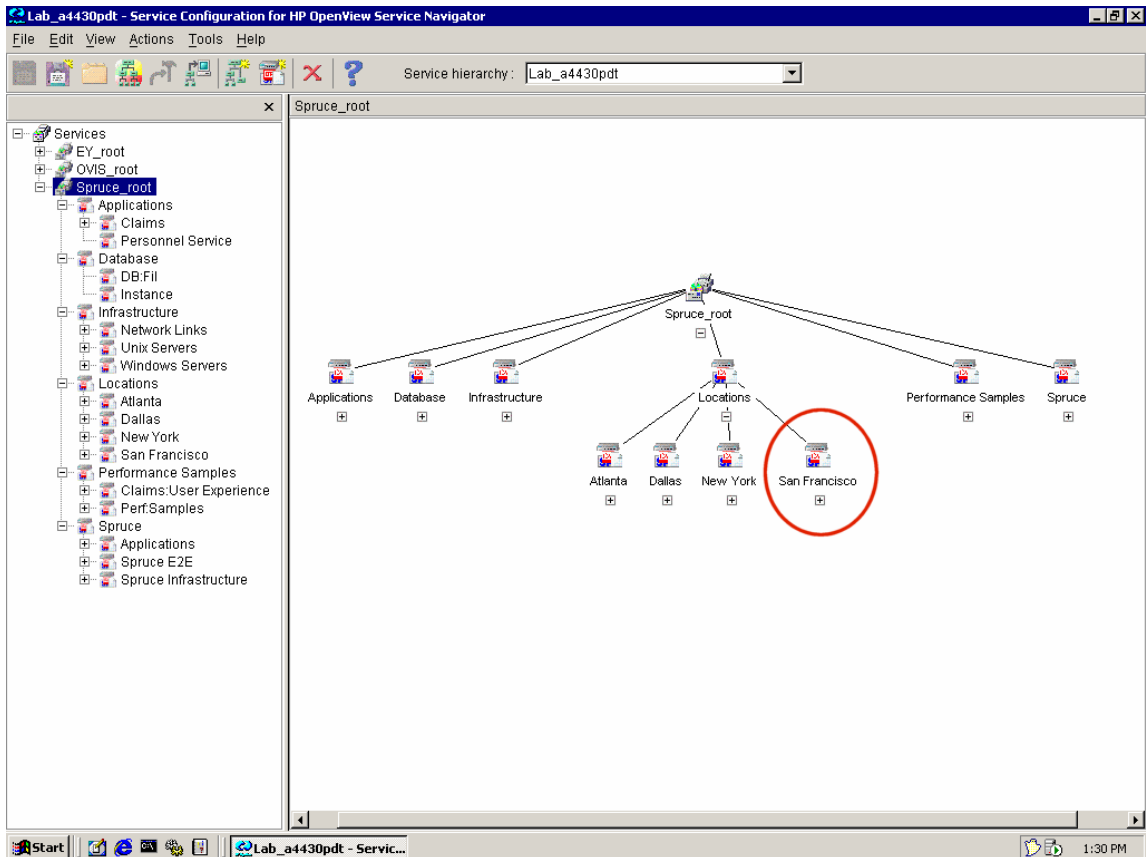 Lab_a4430pdt - Service Configuration for HP OpenView Service Navigator
File Edit View Actions Tools Help
Service hierarchy : Lab_a4430pdt
Spruce_root
Services
EY_root
OVIS_root
Spruce_root
Applications
Claims
Personnel Service
Database
DB:Fil
Instance
Infrastructure
Network Links
Unix Servers
Windows Servers
Locations
Atlanta
Dallas
New York
San Francisco
Performance Samples
Claims:User Experience
Perf:Samples
Spruce
Applications
Spruce E2E
Spruce Infrastructure
Spruce_root
Applications Database Infrastructure Locations Performance Samples Spruce
Atlanta Dallas New York San Francisco
Start Lab_a4430pdt - Servic... 1:30 PM